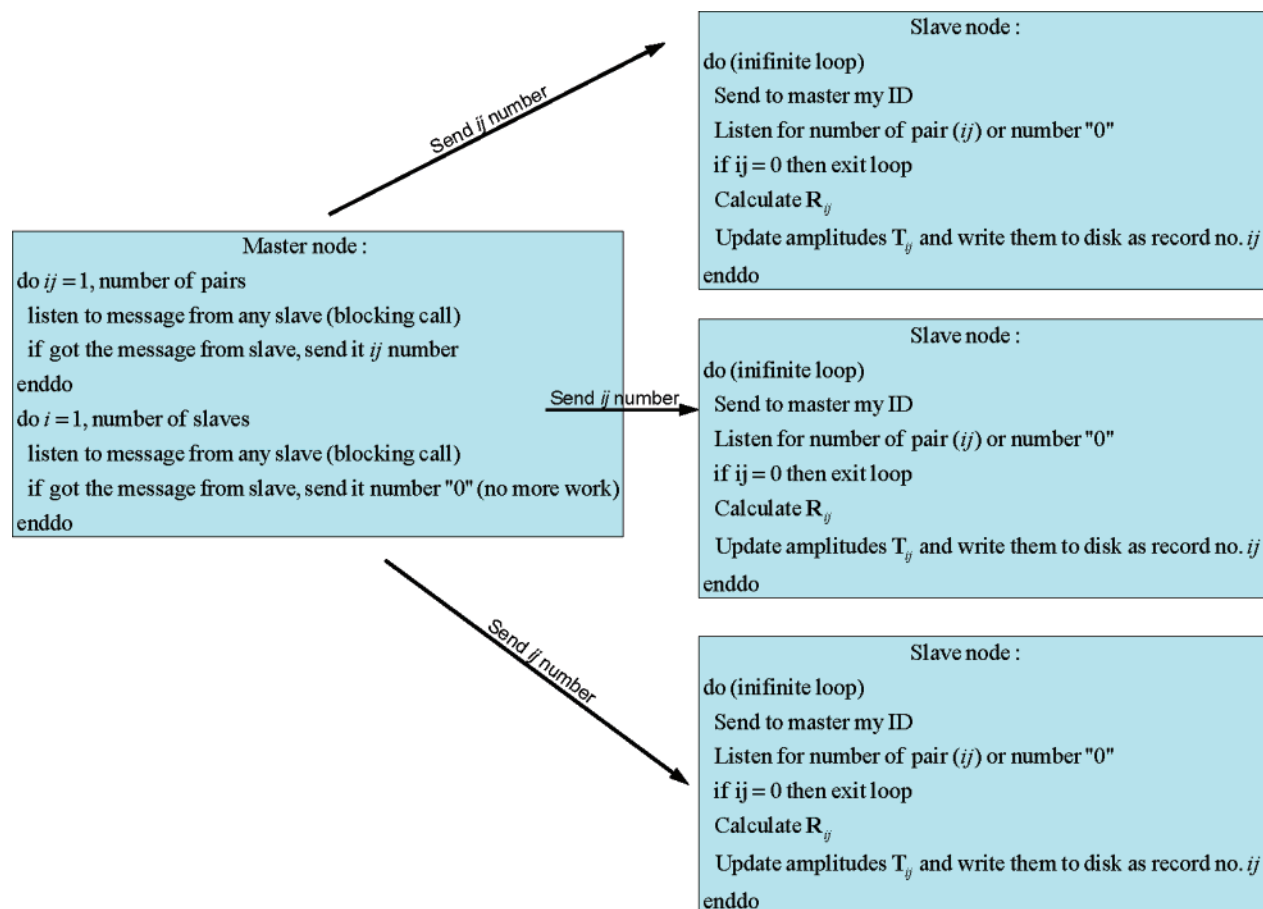 Slave node :
do (inifinite loop)
Send to master my ID
Listen for number of pair (ij) or number "0"
if ij = 0 then exit loop
Calculate R_ij
Update amplitudes T_ij and write them to disk as record no. ij
enddo
Send ij number
Master node :
do ij = 1, number of pairs
listen to message from any slave (blocking call)
if got the message from slave, send it ij number
enddo
do i = 1, number of slaves
listen to message from any slave (blocking call)
if got the message from slave, send it number "0" (no more work)
enddo
Send ij number
Slave node :
do (inifinite loop)
Send to master my ID
Listen for number of pair (ij) or number "0"
if ij = 0 then exit loop
Calculate R_ij
Update amplitudes T_ij and write them to disk as record no. ij
enddo
Send ij number
Slave node :
do (inifinite loop)
Send to master my ID
Listen for number of pair (ij) or number "0"
if ij = 0 then exit loop
Calculate R_ij
Update amplitudes T_ij and write them to disk as record no. ij
enddo